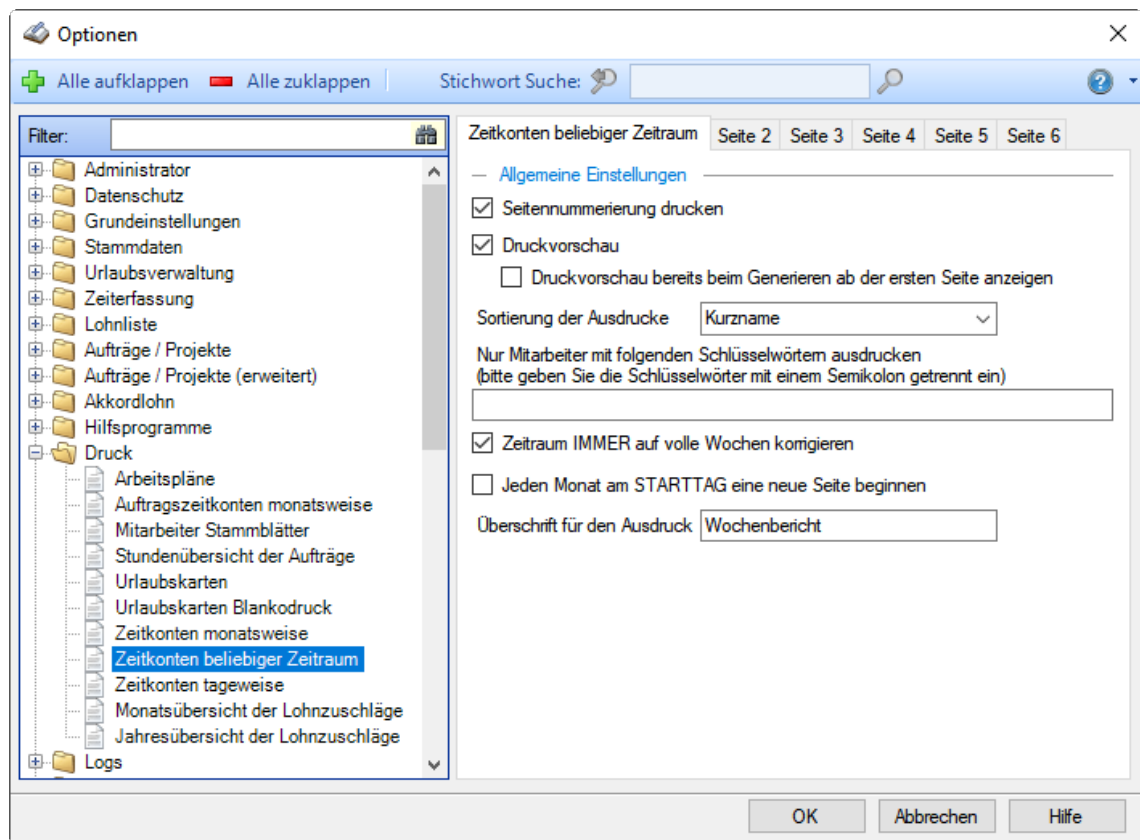 Optionen
Alle aufklappen Alle zuklappen Stichwort Suche:
Filter:
Administrator
Datenschutz
Grundeinstellungen
Stammdaten
Urlaubsverwaltung
Zeiterfassung
Lohnliste
Aufträge / Projekte
Aufträge / Projekte (erweitert)
Akkordlohn
Hilfsprogramme
Druck
Arbeitspläne
Auftragszeitkonten monatsweise
Mitarbeiter Stammblätter
Stundenübersicht der Aufträge
Urlaubskarten
Urlaubskarten Blankodruck
Zeitkonten monatsweise
Zeitkonten beliebiger Zeitraum
Zeitkonten tageweise
Monatsübersicht der Lohnzuschläge
Jahresübersicht der Lohnzuschläge
Logs
Zeitkonten beliebiger Zeitraum Seite 2 Seite 3 Seite 4 Seite 5 Seite 6
Allgemeine Einstellungen
Seitennummerierung drucken
Druckvorschau
Druckvorschau bereits beim Generieren ab der ersten Seite anzeigen
Sortierung der Ausdrucke Kurzname
Nur Mitarbeiter mit folgenden Schlüsselwörtern ausdrucken
(bitte geben Sie die Schlüsselwörter mit einem Semikolon getrennt ein)
Zeitraum IMMER auf volle Wochen korrigieren
Jeden Monat am STARTTAG eine neue Seite beginnen
Überschrift für den Ausdruck Wochenbericht
OK Abbrechen Hilfe